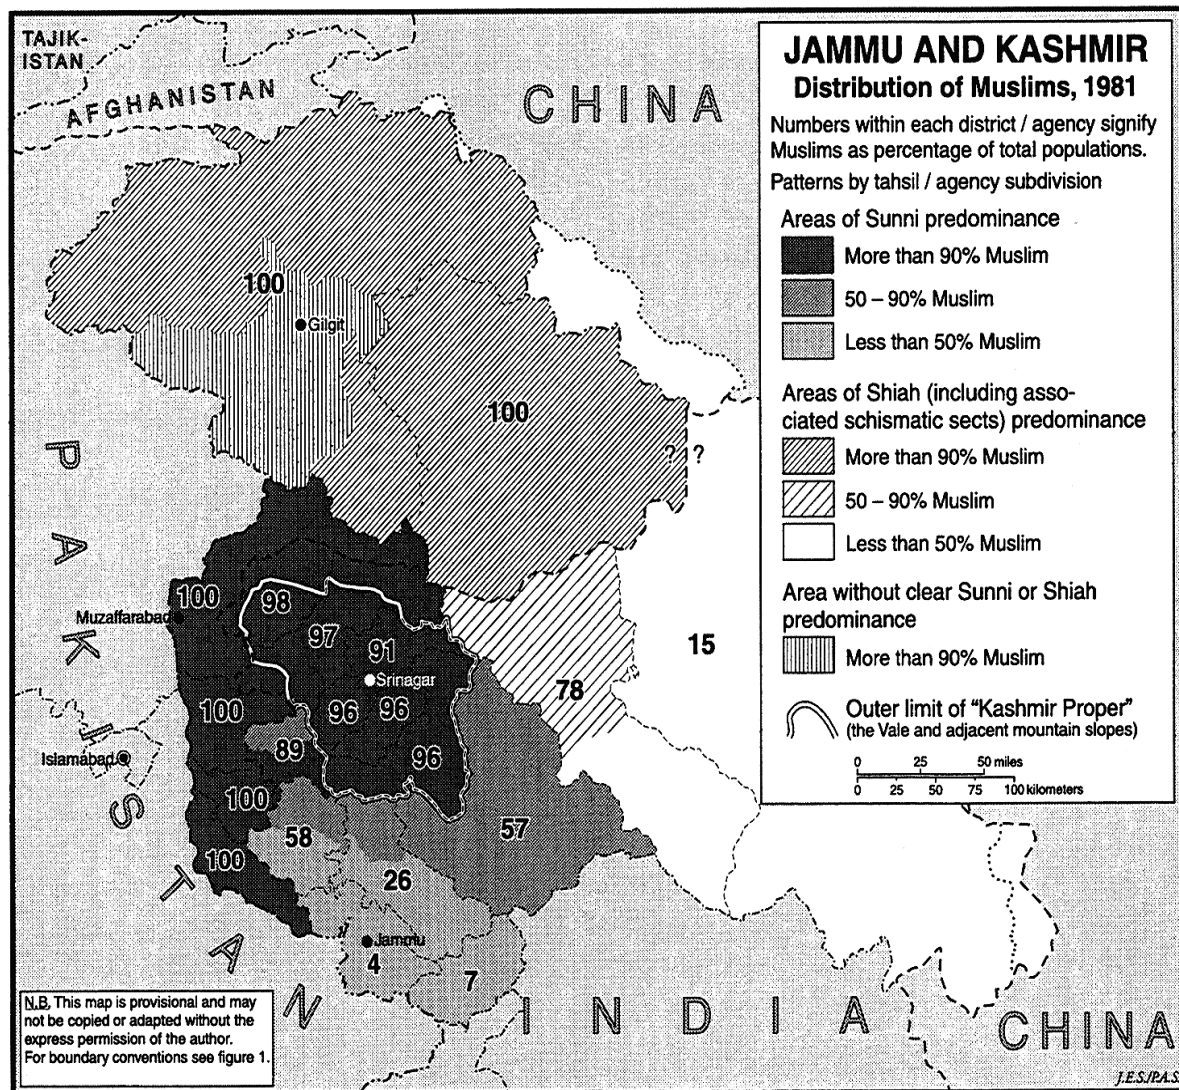 TAJIK-
ISTAN
AFGHANISTAN
CHINA
JAMMU AND KASHMIR
Distribution of Muslims, 1981
Numbers within each district / agency signify
Muslims as percentage of total populations.
Patterns by tahsil / agency subdivision
Areas of Sunni predominance
More than 90% Muslim
50 – 90% Muslim
Less than 50% Muslim
Areas of Shiah (including asso-
ciated schismatic sects) predominance
More than 90% Muslim
50 – 90% Muslim
Less than 50% Muslim
Area without clear Sunni or Shiah
predominance
More than 90% Muslim
Outer limit of “Kashmir Proper”
(the Vale and adjacent mountain slopes)
0 25 50 miles
0 25 50 75 100 kilometers
100
Gilgit
100
? ?
PAKISTAN
100
Muzaffarabad
98
97
91
Srinagar
15
78
100
96
96
89
96
Islamabad
100
58
57
100
26
Jammu
4
7
INDIA
CHINA
N.B. This map is provisional and may
not be copied or adapted without the
express permission of the author.
For boundary conventions see figure 1.
J.E.S./P.A.S.